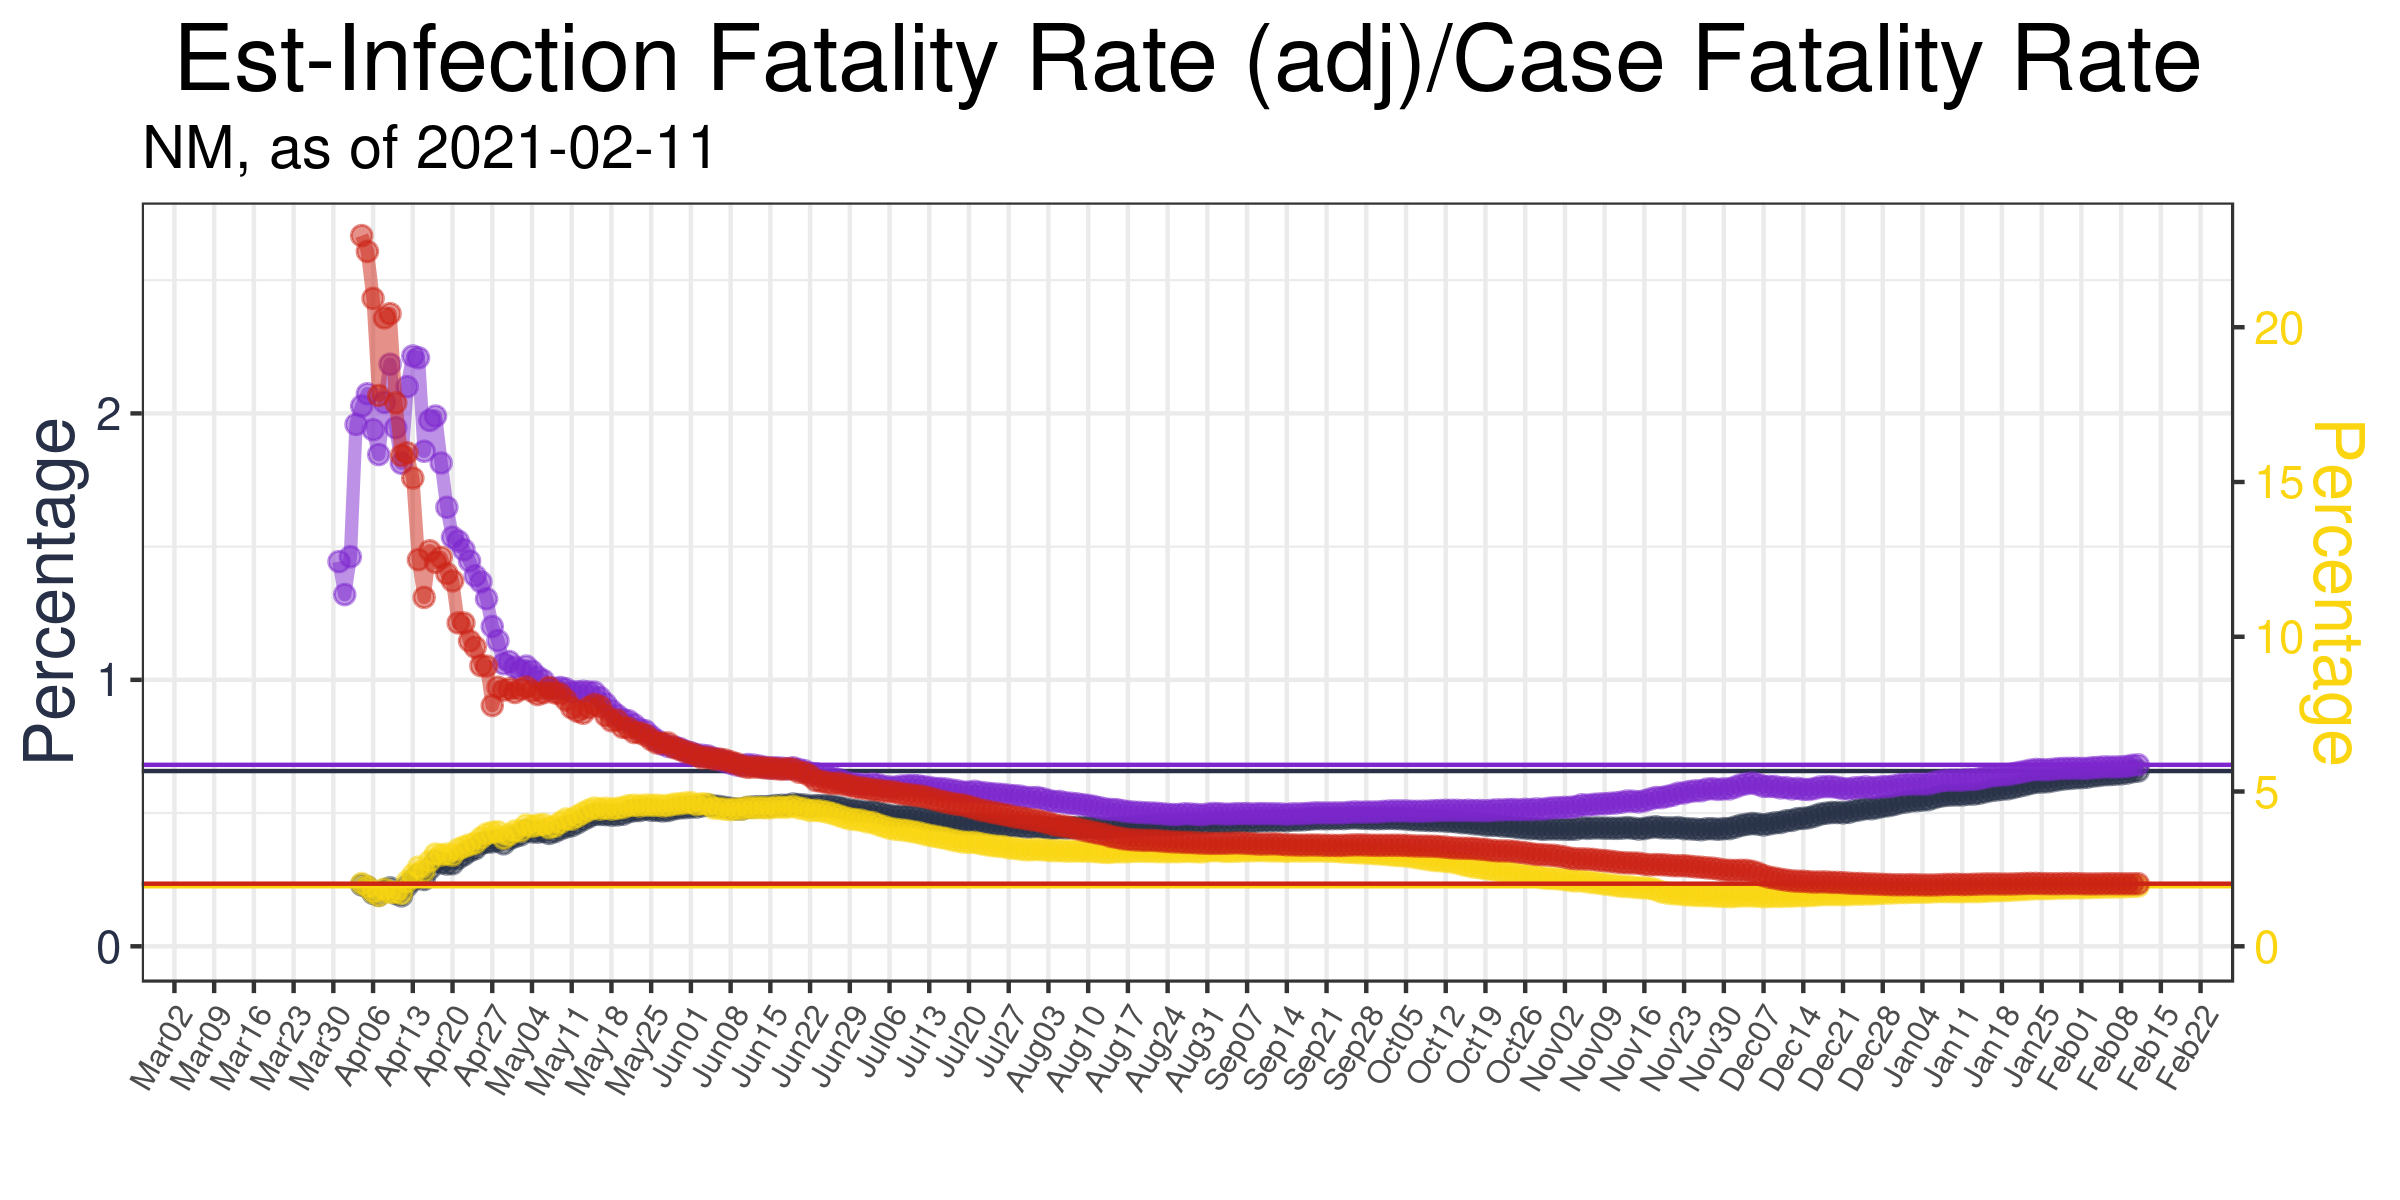 Est-Infection Fatality Rate (adj)/Case Fatality Rate
NM, as of 2021-02-11
Percentage
2
1
0
20
15
10
5
0
Percentage
Mar02
Mar09
Mar16
Mar23
Mar30
Apr06
Apr13
Apr20
Apr27
May04
May11
May18
May25
Jun01
Jun08
Jun15
Jun22
Jun29
Jul06
Jul13
Jul20
Jul27
Aug03
Aug10
Aug17
Aug24
Aug31
Sep07
Sep14
Sep21
Sep28
Oct05
Oct12
Oct19
Oct26
Nov02
Nov09
Nov16
Nov23
Nov30
Dec07
Dec14
Dec21
Dec28
Jan04
Jan11
Jan18
Jan25
Feb01
Feb08
Feb15
Feb22